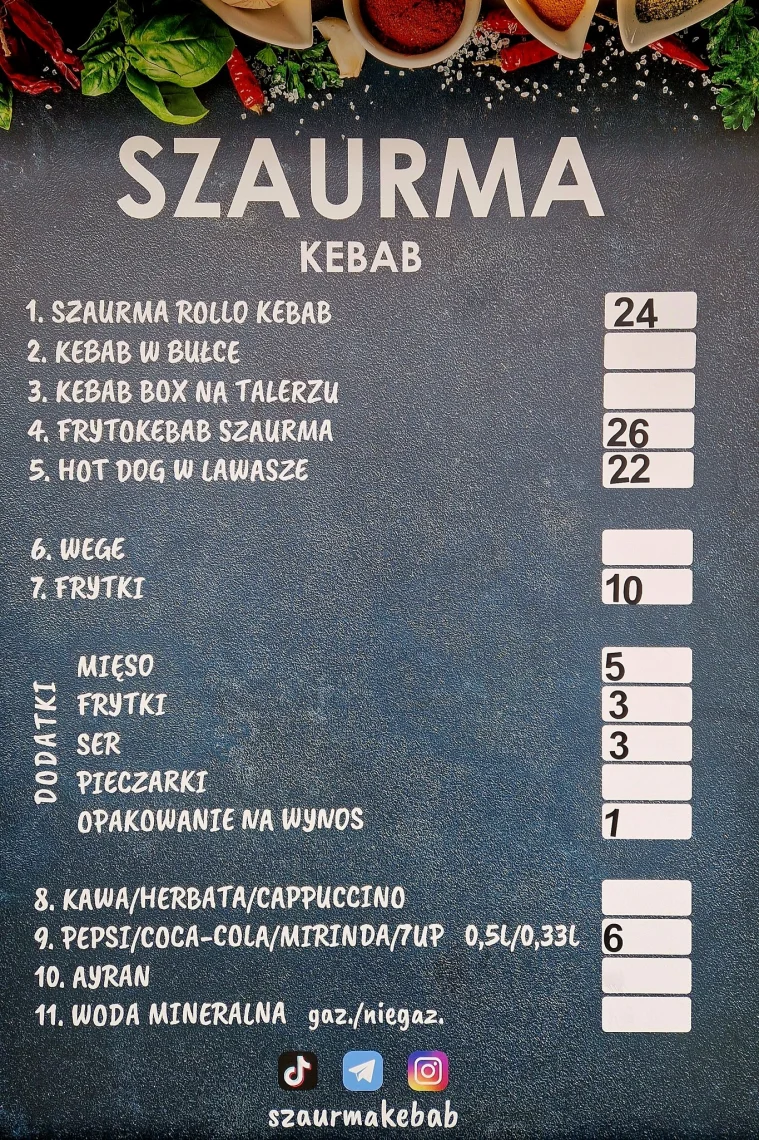 SZAURMA
KEBAB
1. SZAURMA ROLLO KEBAB 24
2. KEBAB W BUŁCE
3. KEBAB BOX NA TALERZU
4. FRYTOKEBAB SZAURMA 26
5. HOT DOG W LAWASZE 22
6. WEGE
7. FRYTKI 10
DODATKI
MIĘSO 5
FRYTKI 3
SER 3
PIECZARKI
OPAKOWANIE NA WYNOS 1
8. KAWA/HERBATA/CAPPUCCINO
9. PEPSI/COCA-COLA/MIRINDA/7UP 0,5L/0,33L 6
10. AYRAN
11. WODA MINERALNA gaz./niegaz.
szaurmakebab